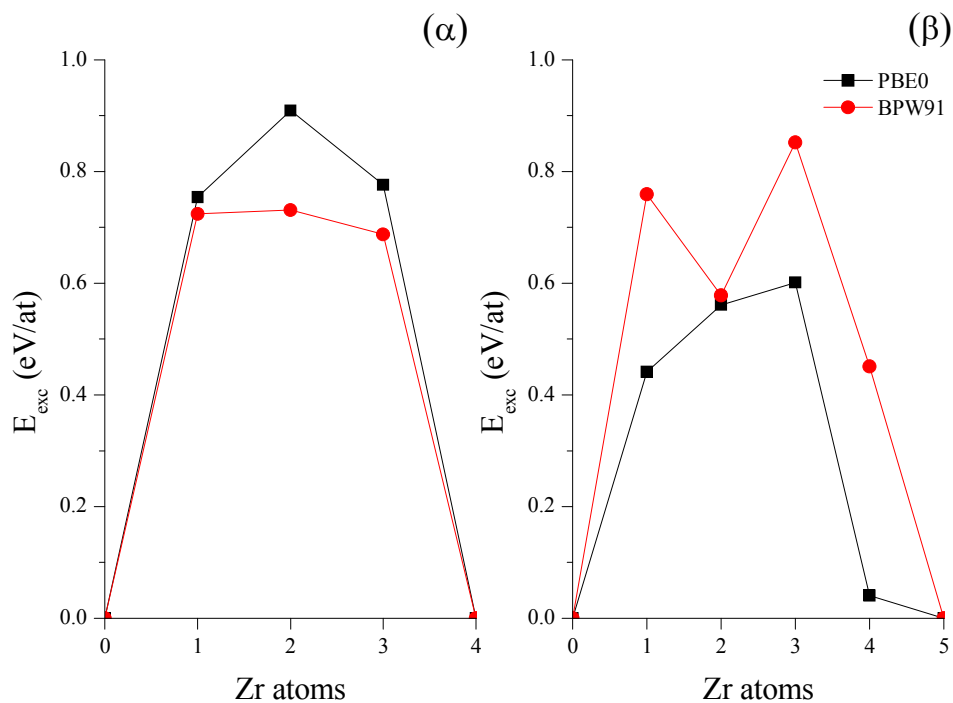 (α)
1.0
0.8
0.6
0.4
0.2
0.0
E_exc (eV/at)
0 1 2 3 4
Zr atoms
(β)
PBE0
BPW91
1.0
0.8
0.6
0.4
0.2
0.0
E_exc (eV/at)
0 1 2 3 4 5
Zr atoms